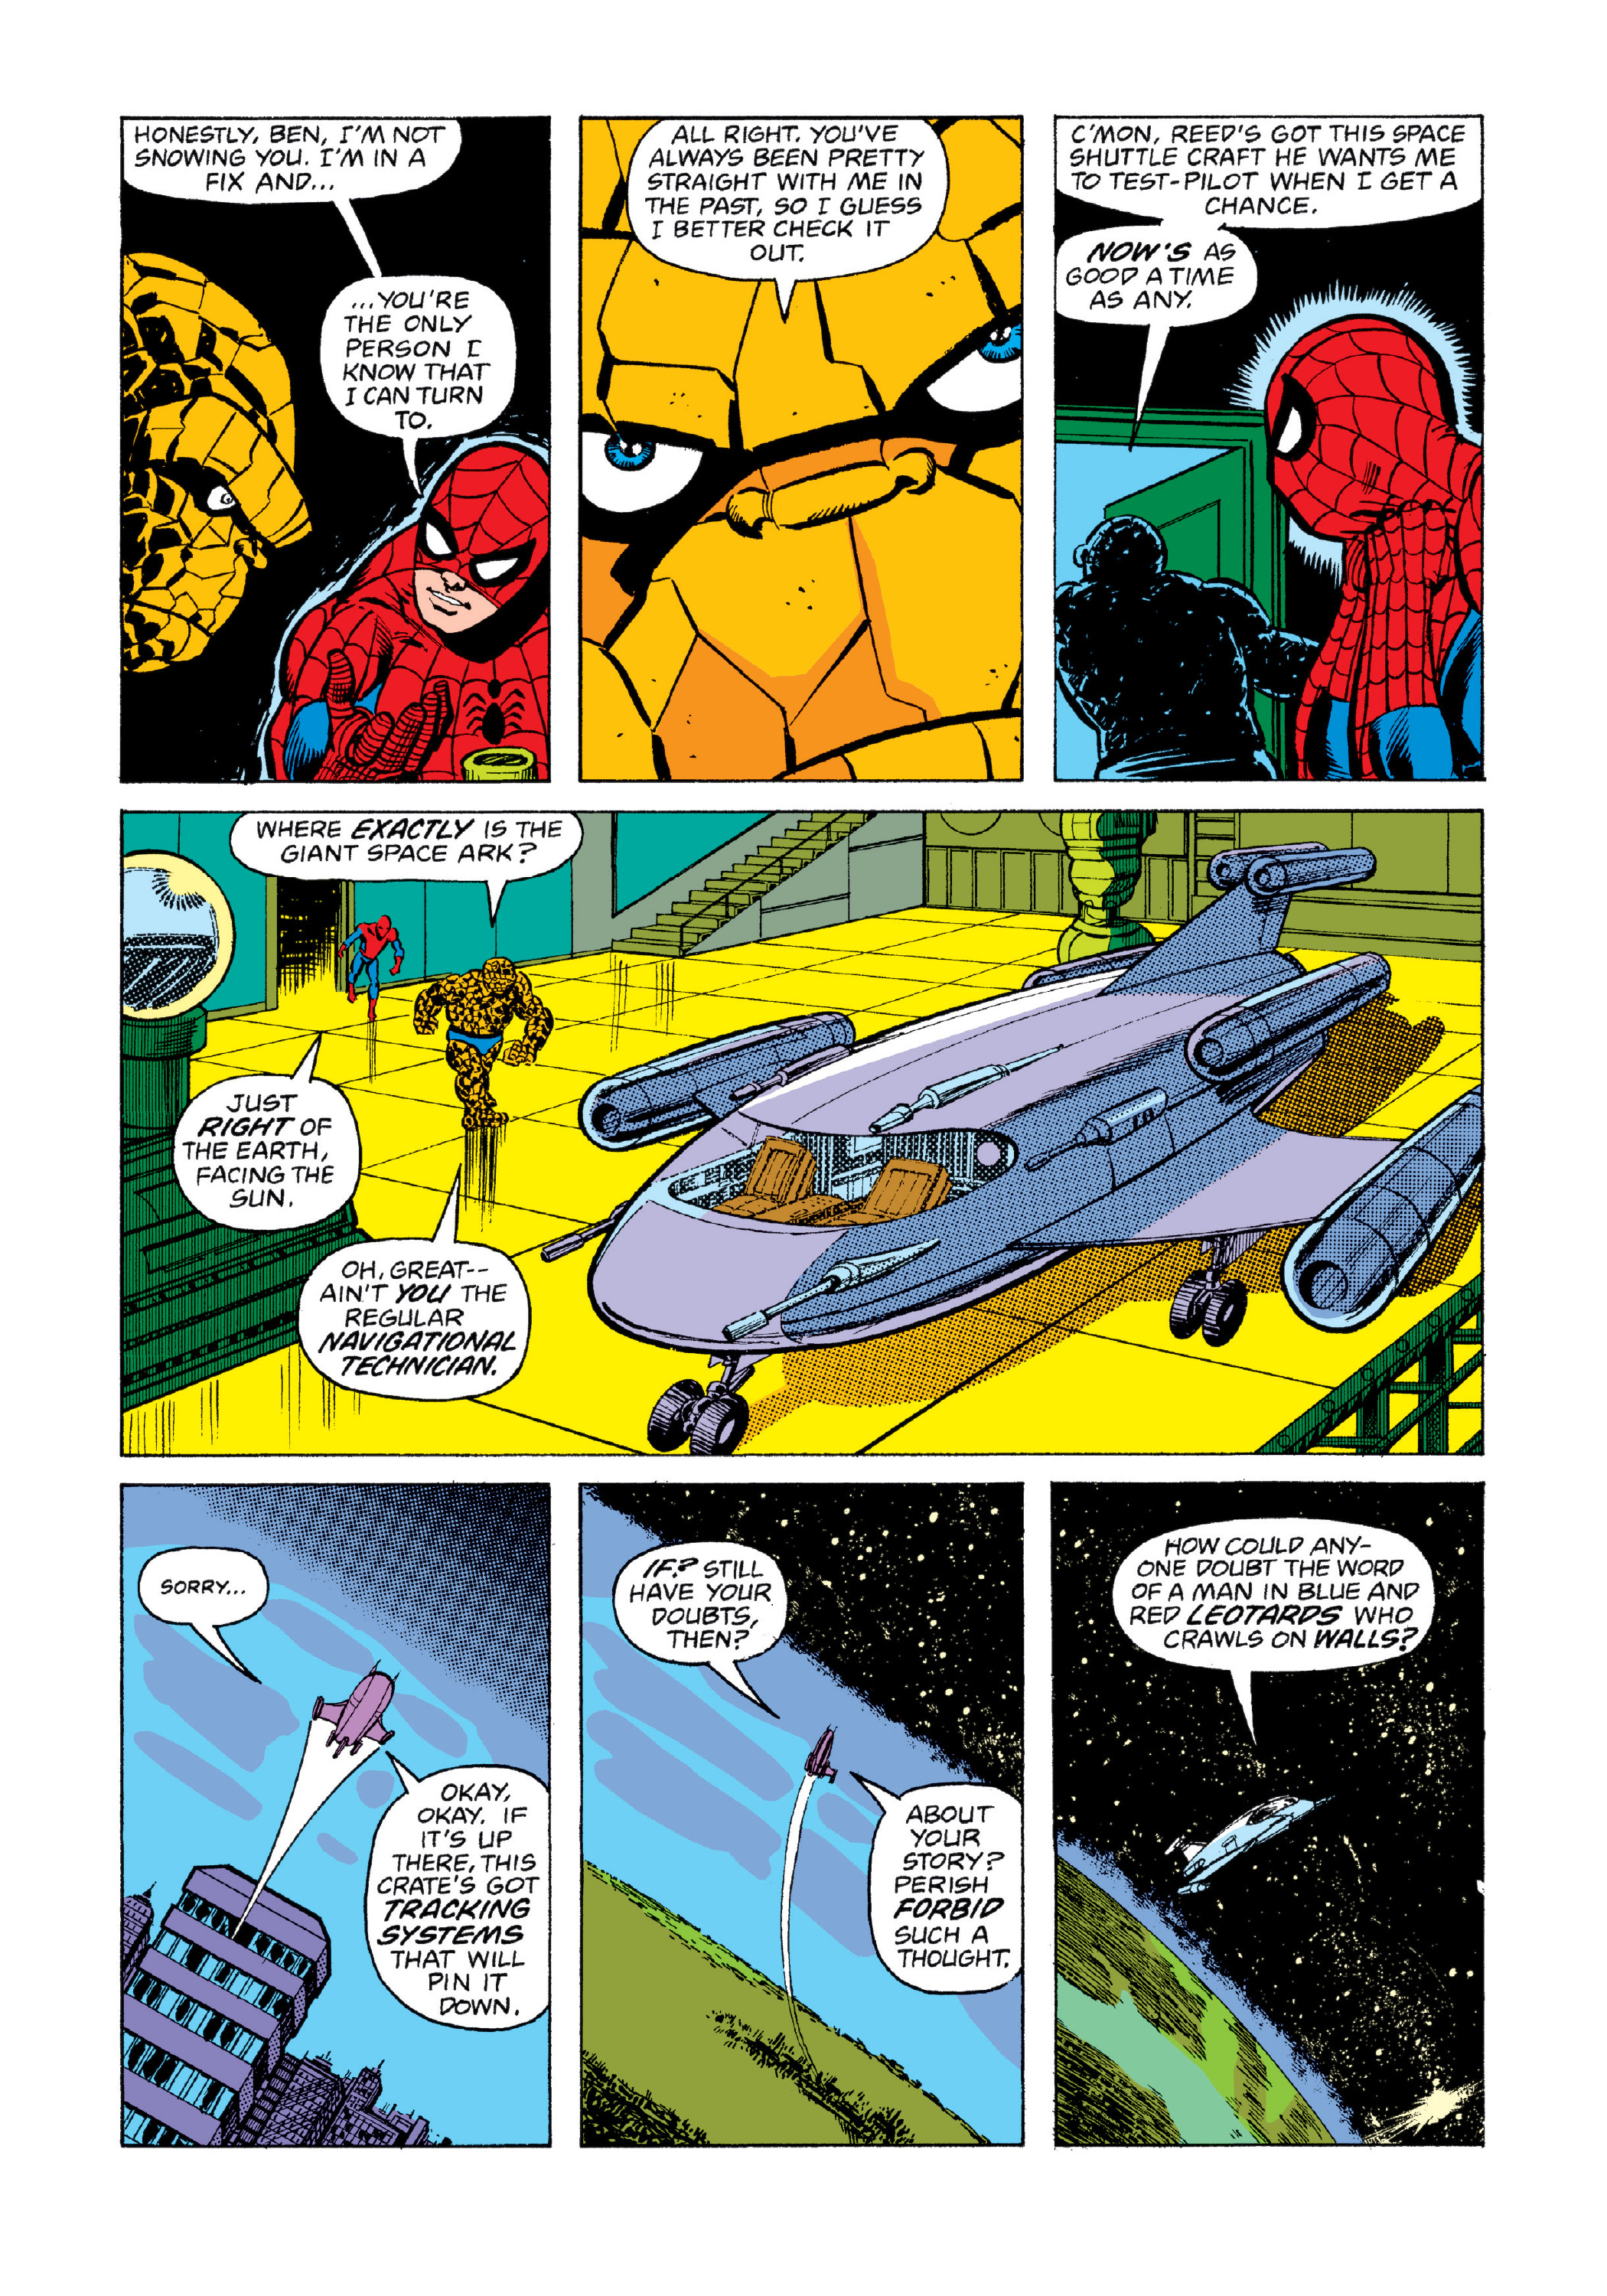 HONESTLY, BEN, I'M NOT
SNOWING YOU. I'M IN A
FIX AND...
...YOU'RE
THE ONLY
PERSON I
KNOW THAT
I CAN TURN
TO.
ALL RIGHT. YOU'VE
ALWAYS BEEN PRETTY
STRAIGHT WITH ME IN
THE PAST, SO I GUESS
I BETTER CHECK IT
OUT.
C'MON, REED'S GOT THIS SPACE
SHUTTLE CRAFT HE WANTS ME
TO TEST-PILOT WHEN I GET A
CHANCE.
NOW'S AS
GOOD A TIME
AS ANY.
WHERE EXACTLY IS THE
GIANT SPACE ARK?
JUST
RIGHT OF
THE EARTH,
FACING THE
SUN.
OH, GREAT--
AIN'T YOU THE
REGULAR
NAVIGATIONAL
TECHNICIAN.
SORRY...
OKAY,
OKAY. IF
IT'S UP
THERE, THIS
CRATE'S GOT
TRACKING
SYSTEMS
THAT WILL
PIN IT
DOWN.
IF? STILL
HAVE YOUR
DOUBTS,
THEN?
ABOUT
YOUR
STORY?
PERISH
FORBID
SUCH A
THOUGHT.
HOW COULD ANY-
ONE DOUBT THE WORD
OF A MAN IN BLUE AND
RED LEOTARDS WHO
CRAWLS ON WALLS?